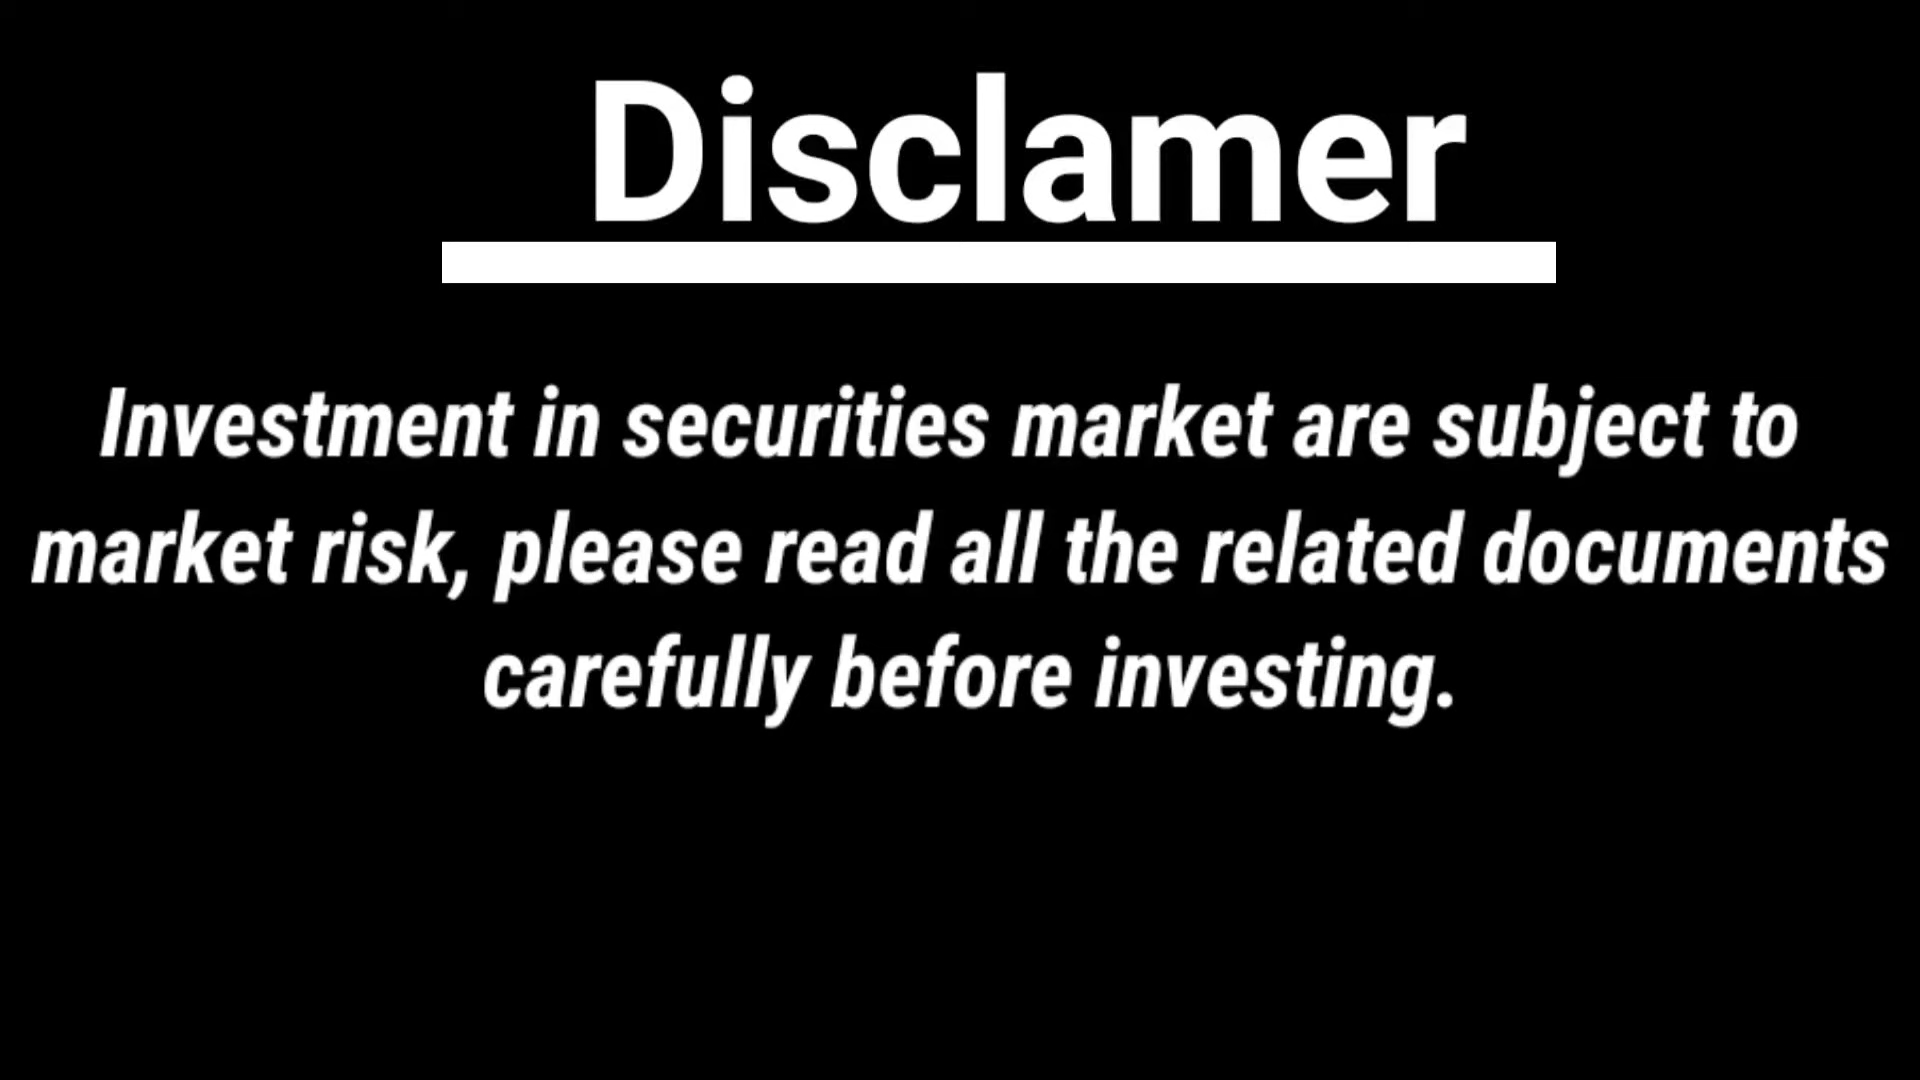 Disclamer
Investment in securities market are subject to
market risk, please read all the related documents
carefully before investing.